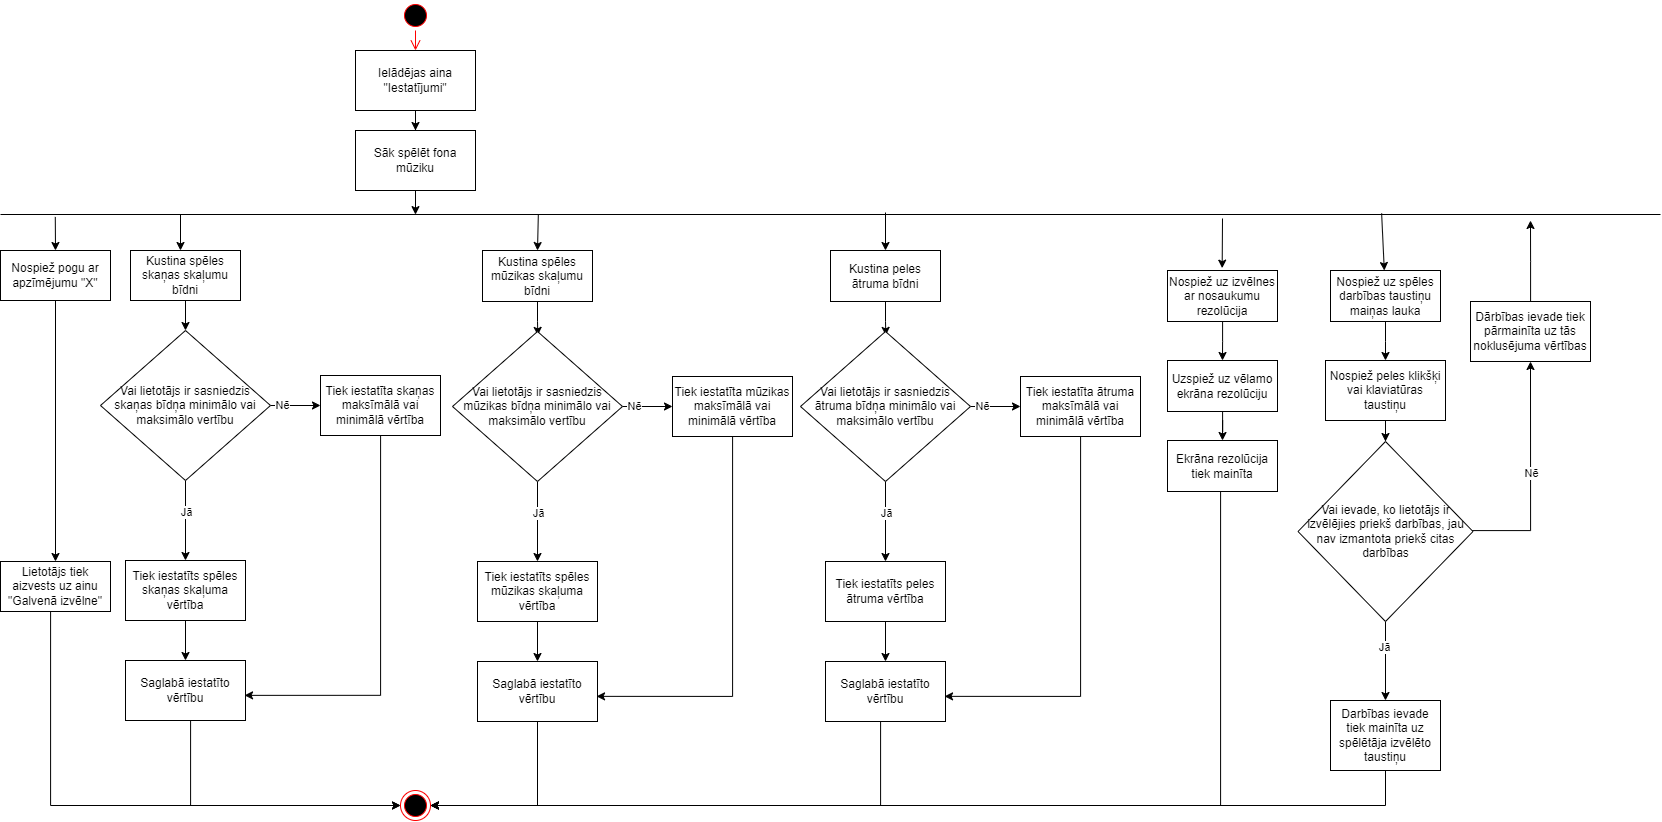 Ielādējas aina
"Iestatījumi"
Sāk spēlēt fona
mūziku
Nospiež pogu ar
apzīmējumu "X"
Lietotājs tiek
aizvests uz ainu
"Galvenā izvēlne"
Kustina spēles
skaņas skaļumu
bīdni
Vai lietotājs ir sasniedzis
skaņas bīdņa minimālo vai
maksimālo vertību
Nē
Tiek iestatīta skaņas
maksīmālā vai
minimālā vērtība
Jā
Tiek iestatīts spēles
skaņas skaļuma
vērtība
Saglabā iestatīto
vērtību
Kustina spēles
mūzikas skaļumu
bīdni
Vai lietotājs ir sasniedzis
mūzikas bīdņa minimālo vai
maksimālo vertību
Nē
Tiek iestatīta mūzikas
maksīmālā vai
minimālā vērtība
Jā
Tiek iestatīts spēles
mūzikas skaļuma
vērtība
Saglabā iestatīto
vērtību
Kustina peles
ātruma bīdni
Vai lietotājs ir sasniedzis
ātruma bīdņa minimālo vai
maksimālo vertību
Nē
Tiek iestatīta ātruma
maksīmālā vai
minimālā vērtība
Jā
Tiek iestatīts peles
ātruma vērtība
Saglabā iestatīto
vērtību
Nospiež uz izvēlnes
ar nosaukumu
rezolūcija
Uzspiež uz vēlamo
ekrāna rezolūciju
Ekrāna rezolūcija
tiek mainīta
Nospiež uz spēles
darbības taustiņu
maiņas lauka
Nospiež peles klikšķi
vai klaviatūras
taustiņu
Vai ievade, ko lietotājs ir
izvēlējies priekš darbības, jau
nav izmantota priekš citas
darbības
Nē
Dārbības ievade tiek
pārmainīta uz tās
noklusējuma vērtības
Jā
Darbības ievade
tiek mainīta uz
spēlētāja izvēlēto
taustiņu